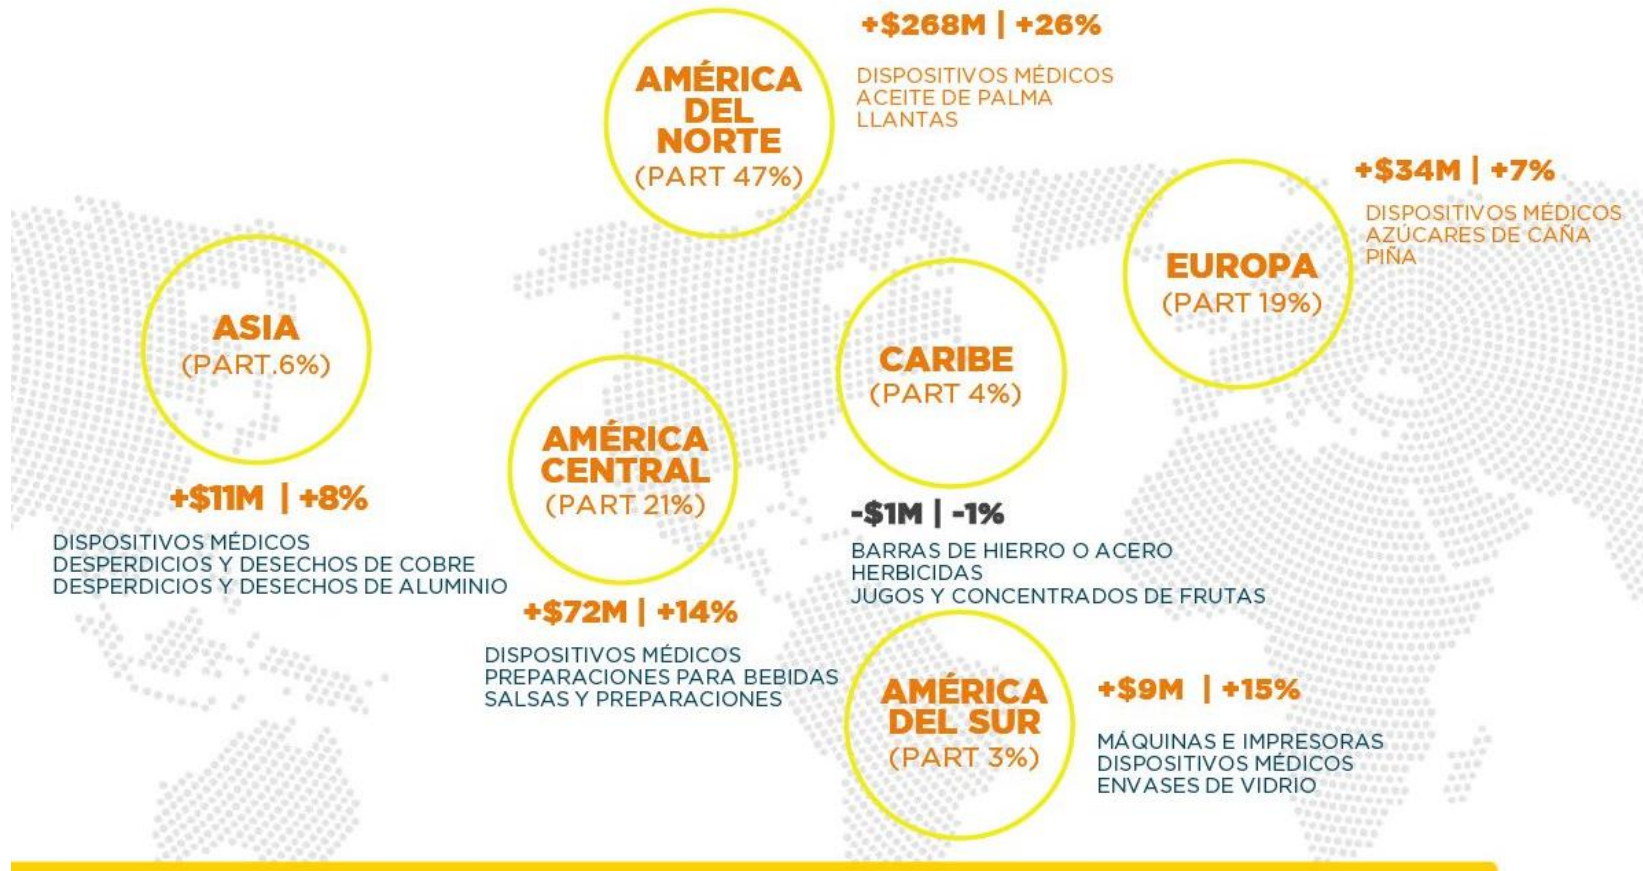 +$268M | +26%
AMÉRICA
DEL
NORTE
(PART 47%)
DISPOSITIVOS MÉDICOS
ACEITE DE PALMA
LLANTAS
+$34M | +7%
DISPOSITIVOS MÉDICOS
AZÚCARES DE CAÑA
PIÑA
EUROPA
(PART 19%)
ASIA
(PART.6%)
+$11M | +8%
DISPOSITIVOS MÉDICOS
DESPERDICIOS Y DESECHOS DE COBRE
DESPERDICIOS Y DESECHOS DE ALUMINIO
AMÉRICA
CENTRAL
(PART 21%)
+$72M | +14%
DISPOSITIVOS MÉDICOS
PREPARACIONES PARA BEBIDAS
SALSAS Y PREPARACIONES
CARIBE
(PART 4%)
-$1M | -1%
BARRAS DE HIERRO O ACERO
HERBICIDAS
JUGOS Y CONCENTRADOS DE FRUTAS
AMÉRICA
DEL SUR
(PART 3%)
+$9M | +15%
MÁQUINAS E IMPRESORAS
DISPOSITIVOS MÉDICOS
ENVASES DE VIDRIO